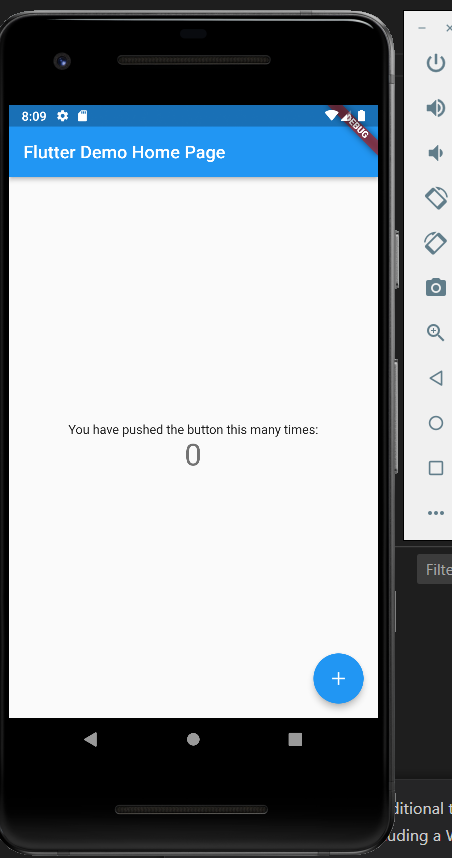 8:09
DEBUG
Flutter Demo Home Page
You have pushed the button this many times:
0
Filte
ditional t
uding a W